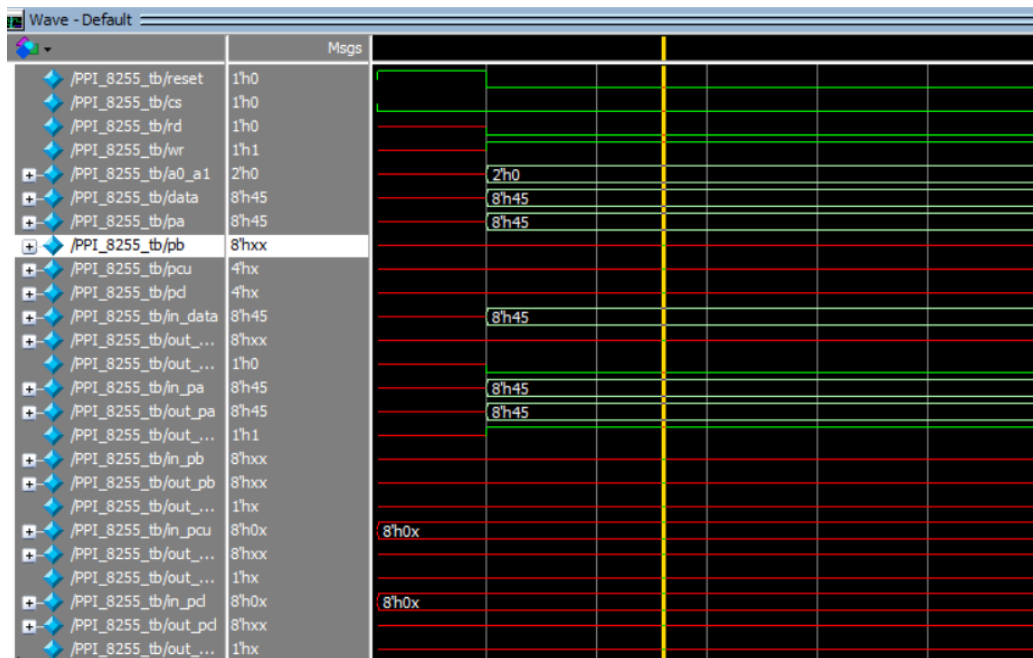 Wave - Default
Msgs
/PPI_8255_tb/reset 1'h0
/PPI_8255_tb/cs 1'h0
/PPI_8255_tb/rd 1'h0
/PPI_8255_tb/wr 1'h1
/PPI_8255_tb/a0_a1 2'h0 2'h0
/PPI_8255_tb/data 8'h45 8'h45
/PPI_8255_tb/pa 8'h45 8'h45
/PPI_8255_tb/pb 8'hxx
/PPI_8255_tb/pcu 4'hx
/PPI_8255_tb/pcl 4'hx
/PPI_8255_tb/in_data 8'h45 8'h45
/PPI_8255_tb/out_... 8'hxx
/PPI_8255_tb/out_... 1'h0
/PPI_8255_tb/in_pa 8'h45 8'h45
/PPI_8255_tb/out_pa 8'h45 8'h45
/PPI_8255_tb/out_... 1'h1
/PPI_8255_tb/in_pb 8'hxx
/PPI_8255_tb/out_pb 8'hxx
/PPI_8255_tb/out_... 1'hx
/PPI_8255_tb/in_pcu 8'h0x 8'h0x
/PPI_8255_tb/out_... 8'hxx
/PPI_8255_tb/out_... 1'hx
/PPI_8255_tb/in_pcl 8'h0x 8'h0x
/PPI_8255_tb/out_pcl 8'hxx
/PPI_8255_tb/out_... 1'hx